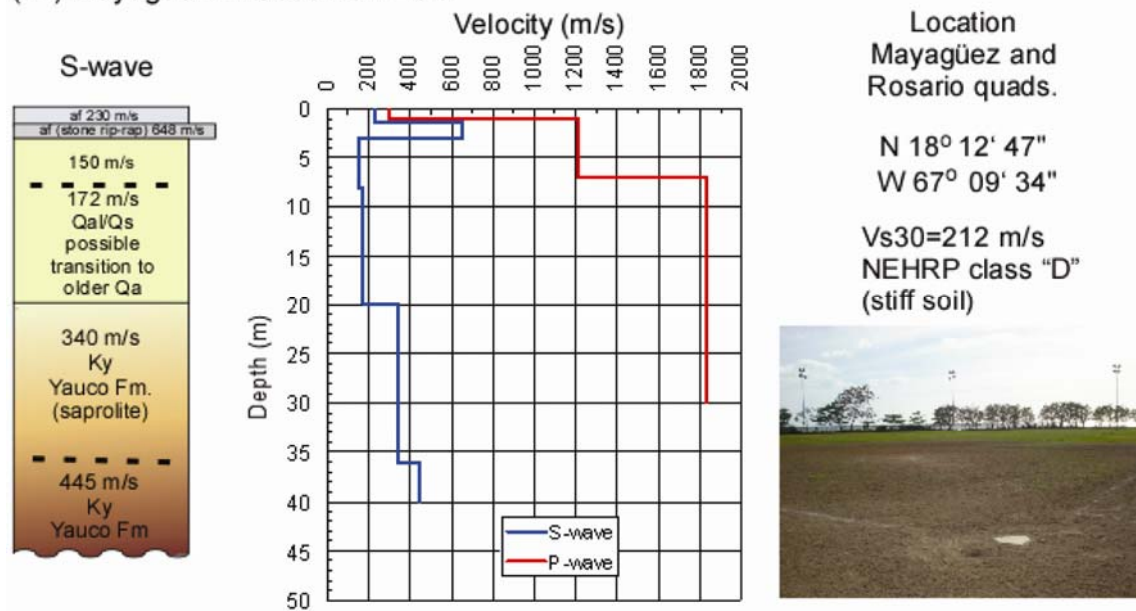 S-wave
af 230 m/s
af (stone rip-rap) 648 m/s
150 m/s
172 m/s
Qal/Qs
possible
transition to
older Qa
340 m/s
Ky
Yauco Fm.
(saprolite)
445 m/s
Ky
Yauco Fm
Velocity (m/s)
0 200 400 600 800 1000 1200 1400 1600 1800 2000
Depth (m)
0
5
10
15
20
25
30
35
40
45
50
S-wave
P-wave
Location
Mayagüez and
Rosario quads.
N 18º 12‘ 47"
W 67º 09‘ 34"
Vs30=212 m/s
NEHRP class “D”
(stiff soil)